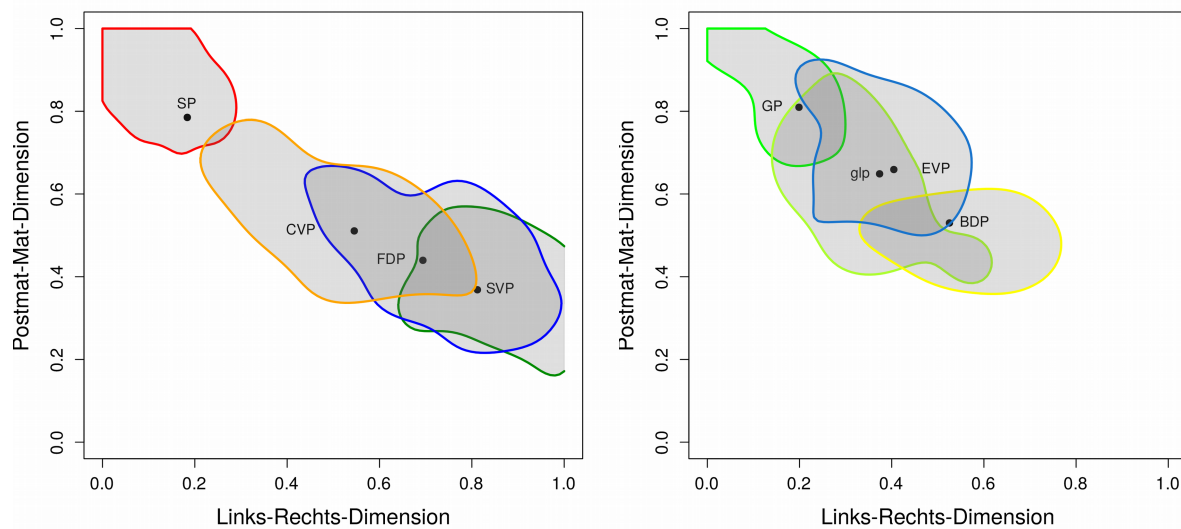 1.0
0.8
0.6
0.4
0.2
0.0
Postmat-Mat-Dimension
SP
CVP
FDP
SVP
0.0 0.2 0.4 0.6 0.8 1.0
Links-Rechts-Dimension
1.0
0.8
0.6
0.4
0.2
0.0
Postmat-Mat-Dimension
GP
glp
EVP
BDP
0.0 0.2 0.4 0.6 0.8 1.0
Links-Rechts-Dimension